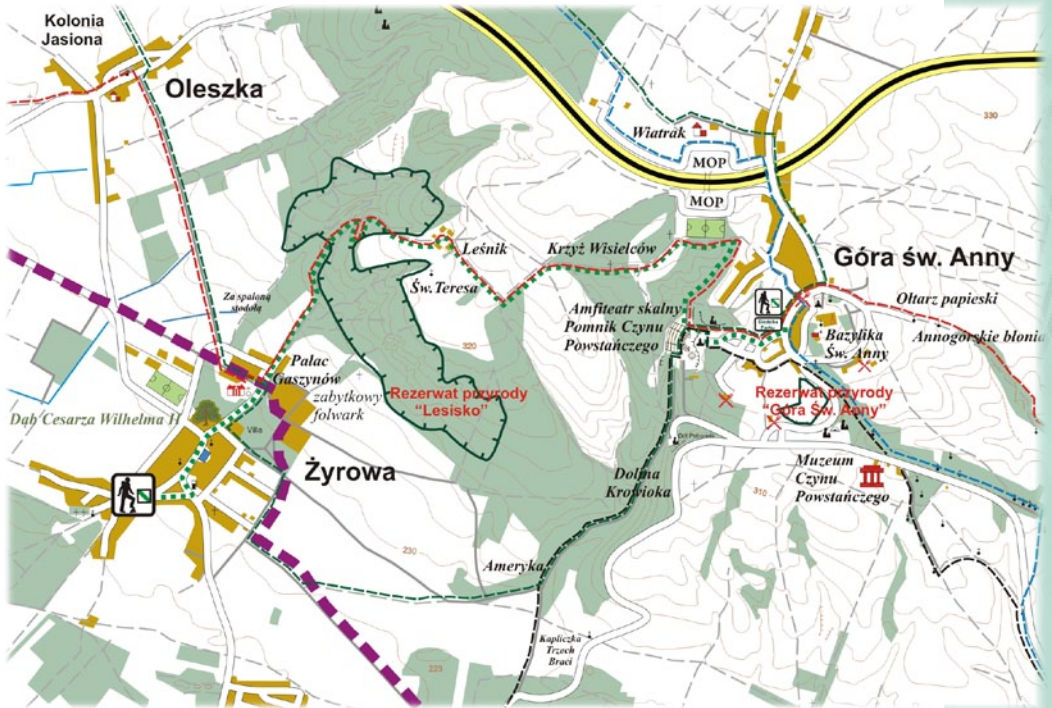 Kolonia
Jasiona
Oleszka
Wiatrak
MOP
MOP
330
Leśnik
Krzyż Wisielców
Góra św. Anny
Św. Teresa
Za spaloną
stodołą
Amfiteatr skalny
Pomnik Czynu
Powstańczego
Ołtarz papieski
Bazylika
Św. Anny
Annogórskie błonia
320
Pałac
Gaszynów
zabytkowy
folwark
Rezerwat przyrody
"Lesisko"
Rezerwat przyrody
"Góra Św. Anny"
Dąb Cesarza Wilhelma II
Villa
Żyrowa
Dolina
Krowioka
Muzeum
Czynu
Powstańczego
310
230
Ameryka
Kapliczka
Trzech
Braci
225